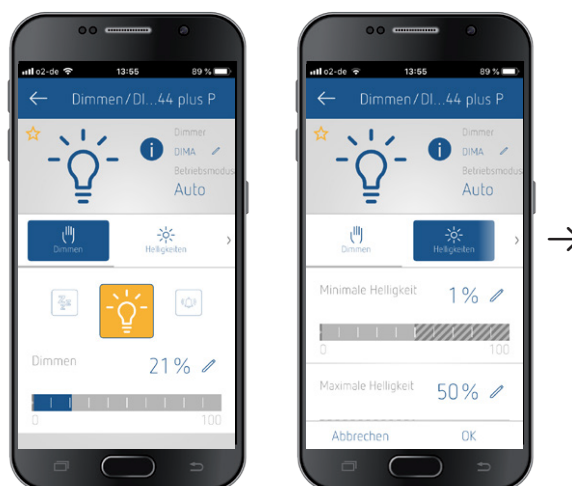 o2-de 13:55 89 %
Dimmen/DI...44 plus P
Dimmer
DIMA
Betriebsmodus
Auto
Dimmen Helligkeiten
Dimmen 21%
0 100
o2-de 13:55 89 %
Dimmen/DI...44 plus P
Dimmer
DIMA
Betriebsmodus
Auto
Dimmen Helligkeiten
Minimale Helligkeit 1%
0 100
Maximale Helligkeit 50%
Abbrechen OK